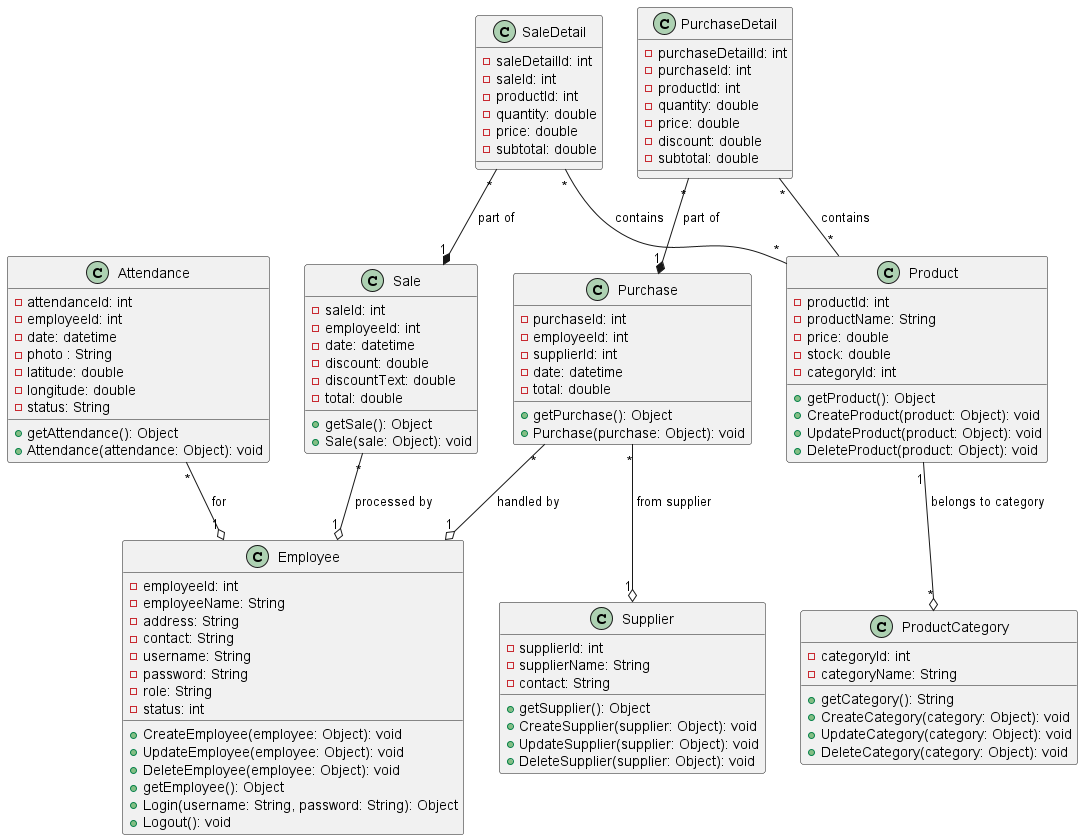 C SaleDetail
saleDetailId: int
saleId: int
productId: int
quantity: double
price: double
subtotal: double
C PurchaseDetail
purchaseDetailId: int
purchaseId: int
productId: int
quantity: double
price: double
discount: double
subtotal: double
*
*
*
*
part of
contains
part of
contains
1
*
1
*
C Attendance
attendanceId: int
employeeId: int
date: datetime
photo : String
latitude: double
longitude: double
status: String
getAttendance(): Object
Attendance(attendance: Object): void
C Sale
saleId: int
employeeId: int
date: datetime
discount: double
discountText: double
total: double
getSale(): Object
Sale(sale: Object): void
C Purchase
purchaseId: int
employeeId: int
supplierId: int
date: datetime
total: double
getPurchase(): Object
Purchase(purchase: Object): void
C Product
productId: int
productName: String
price: double
stock: double
categoryId: int
getProduct(): Object
CreateProduct(product: Object): void
UpdateProduct(product: Object): void
DeleteProduct(product: Object): void
*
*
*
*
1
for
processed by
handled by
from supplier
belongs to category
1
1
1
1
*
C Employee
employeeId: int
employeeName: String
address: String
contact: String
username: String
password: String
role: String
status: int
CreateEmployee(employee: Object): void
UpdateEmployee(employee: Object): void
DeleteEmployee(employee: Object): void
getEmployee(): Object
Login(username: String, password: String): Object
Logout(): void
C Supplier
supplierId: int
supplierName: String
contact: String
getSupplier(): Object
CreateSupplier(supplier: Object): void
UpdateSupplier(supplier: Object): void
DeleteSupplier(supplier: Object): void
C ProductCategory
categoryId: int
categoryName: String
getCategory(): String
CreateCategory(category: Object): void
UpdateCategory(category: Object): void
DeleteCategory(category: Object): void